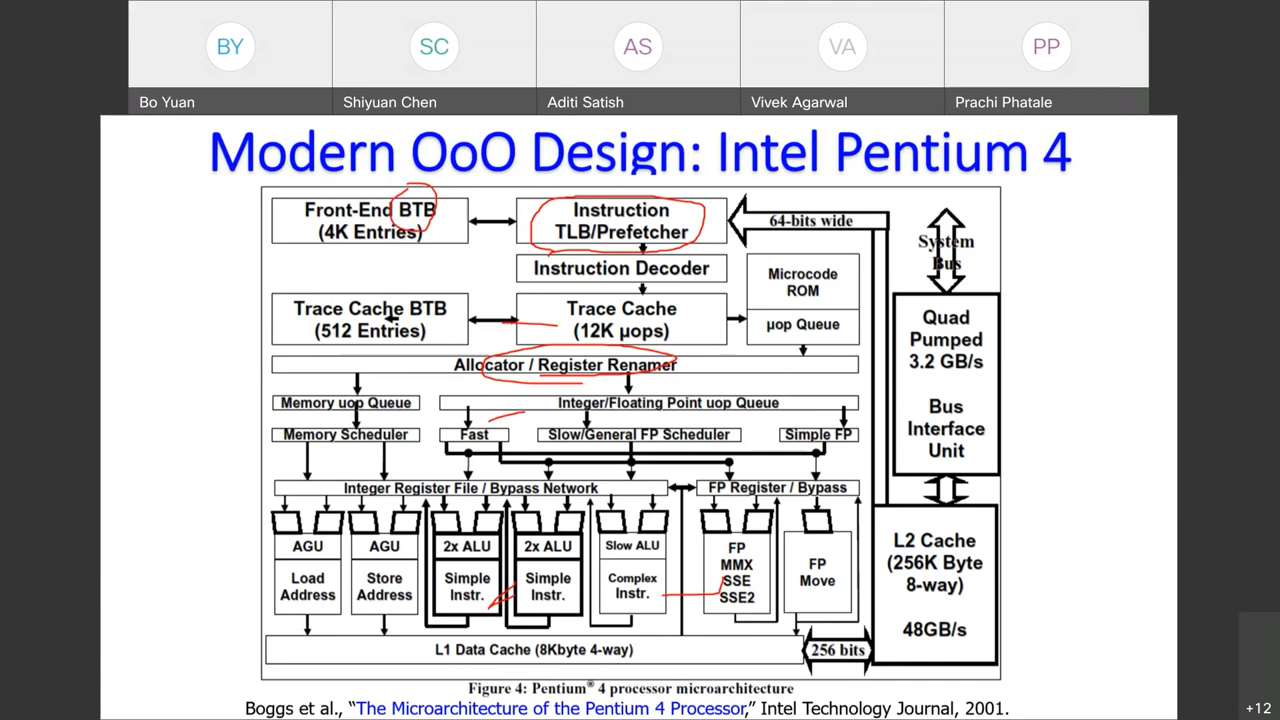 BY
SC
AS
VA
PP
Bo Yuan
Shiyuan Chen
Aditi Satish
Vivek Agarwal
Prachi Phatale
Modern OoO Design: Intel Pentium 4
Front-End BTB
(4K Entries)
Instruction
TLB/Prefetcher
64-bits wide
System
Bus
Instruction Decoder
Microcode
ROM
Trace Cache BTB
(512 Entries)
Trace Cache
(12K µops)
µop Queue
Quad
Pumped
3.2 GB/s
Bus
Interface
Unit
Allocator / Register Renamer
Memory uop Queue
Integer/Floating Point uop Queue
Memory Scheduler
Fast
Slow/General FP Scheduler
Simple FP
Integer Register File / Bypass Network
FP Register / Bypass
AGU
Load
Address
AGU
Store
Address
2x ALU
Simple
Instr.
2x ALU
Simple
Instr.
Slow ALU
Complex
Instr.
FP
MMX
SSE
SSE2
FP
Move
L2 Cache
(256K Byte
8-way)
48GB/s
L1 Data Cache (8Kbyte 4-way)
256 bits
Figure 4: Pentium® 4 processor microarchitecture
Boggs et al., “The Microarchitecture of the Pentium 4 Processor,” Intel Technology Journal, 2001.
+12